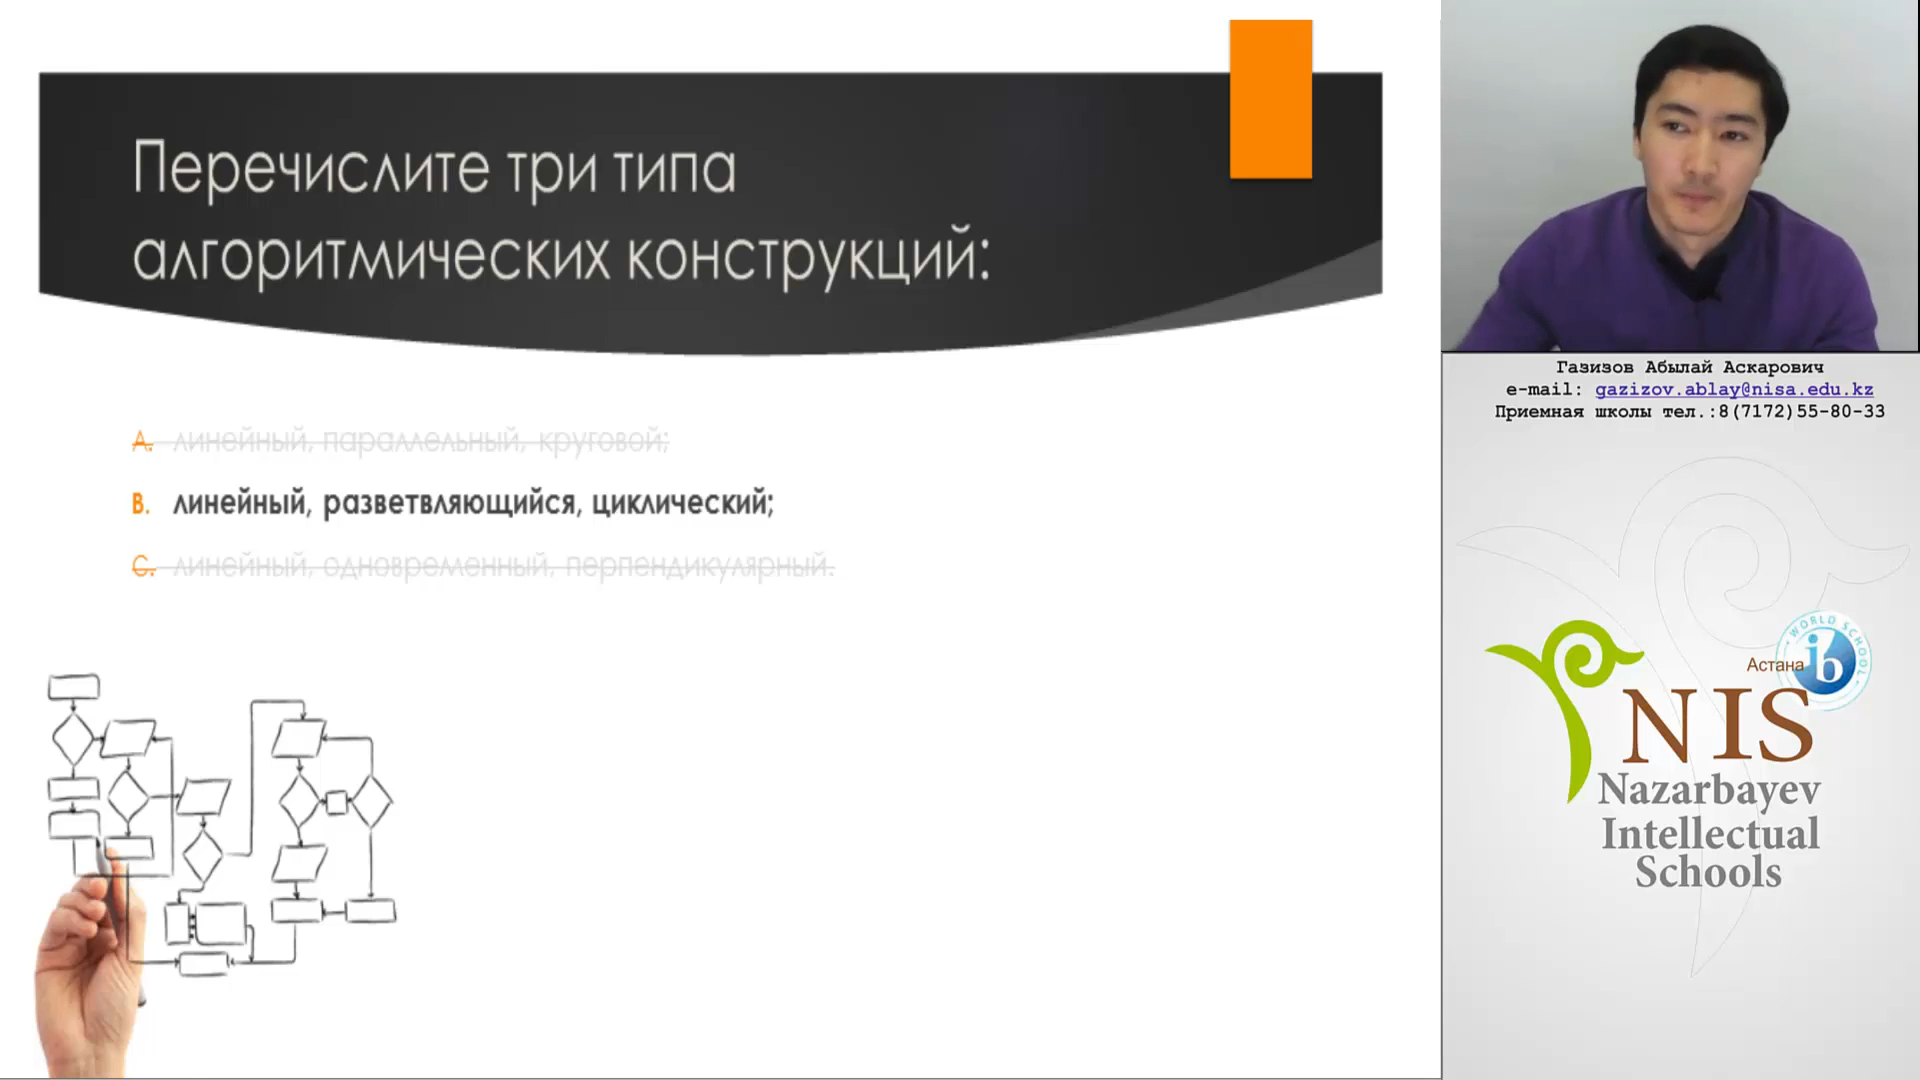 Перечислите три типа
алгоритмических конструкций:
A. линейный, параллельный, круговой;
B. линейный, разветвляющийся, циклический;
C. линейный, одновременный, перпендикулярный.
Газизов Абылай Аскарович
e-mail: gazizov.ablay@nisa.edu.kz
Приемная школы тел.:8(7172)55-80-33
WORLD SCHOOL
Астана ib
NIS
Nazarbayev
Intellectual
Schools